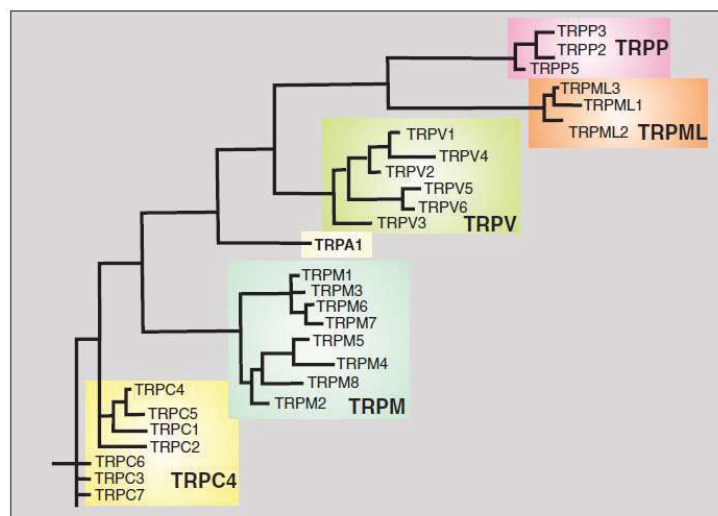 TRPP3
TRPP2
TRPP
TRPP5
TRPML3
TRPML1
TRPML2
TRPML
TRPV1
TRPV4
TRPV2
TRPV5
TRPV6
TRPV3
TRPV
TRPA1
TRPM1
TRPM3
TRPM6
TRPM7
TRPM5
TRPM4
TRPM8
TRPM2
TRPM
TRPC4
TRPC5
TRPC1
TRPC2
TRPC6
TRPC3
TRPC4
TRPC7